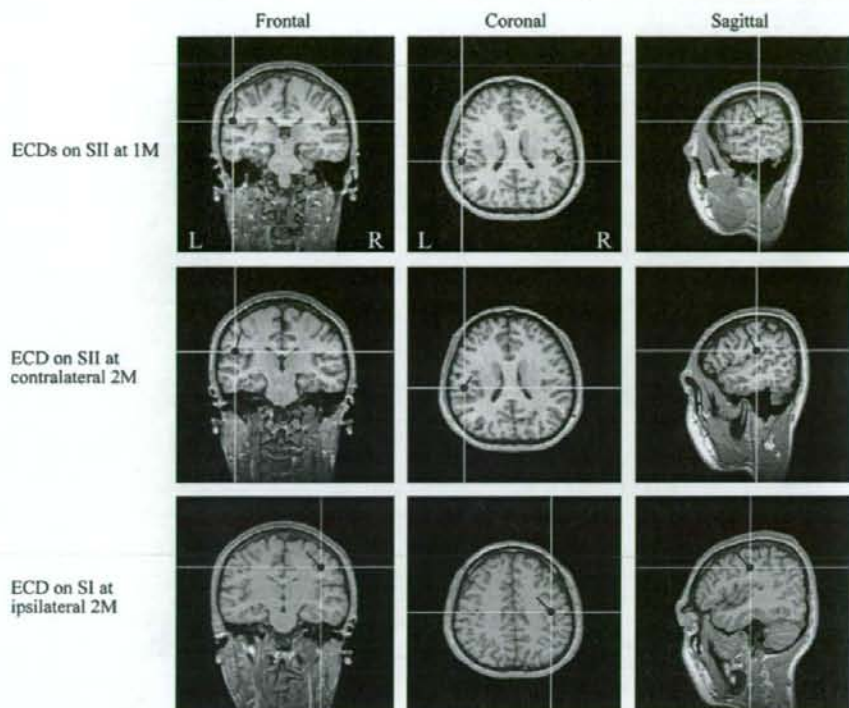 Frontal
Coronal
Sagittal
ECDs on SII at 1M
L
R
L
R
ECD on SII at
contralateral 2M
ECD on SI at
ipsilateral 2M